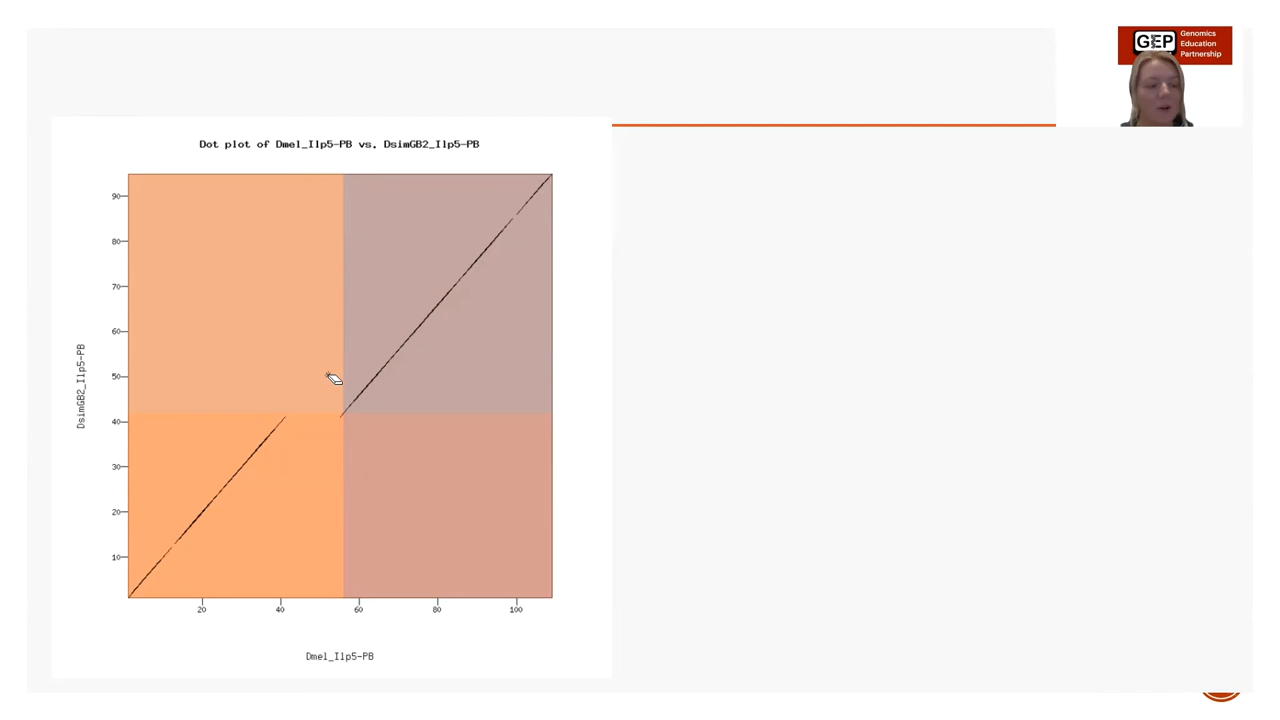 GEP
Genomics
Education
Partnership
Dot plot of Dmel_Ilp5-PB vs. DsimGB2_Ilp5-PB
90
80
70
60
50
40
30
20
10
DsimGB2_Ilp5-PB
20 40 60 80 100
Dmel_Ilp5-PB